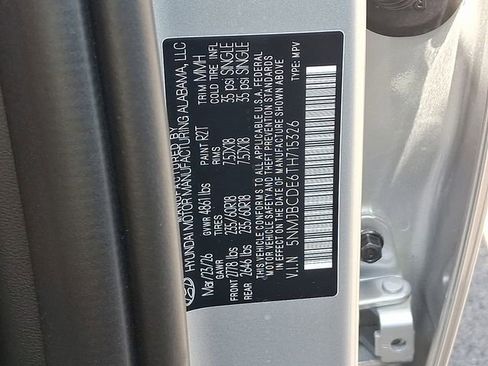 MANUFACTURED BY
HYUNDAI MOTOR MANUFACTURING ALABAMA, LLC
Mar/23/26 GVWR 4861 lbs PAINT R2T TRIM MMH
GAWR TIRES COLD TIRE INFL
FRONT 2778 lbs 235/60R18 7.5JX18 35 psi SINGLE
REAR 2646 lbs 235/60R18 7.5JX18 35 psi SINGLE
THIS VEHICLE CONFORMS TO ALL APPLICABLE U.S.A. FEDERAL
MOTOR VEHICLE SAFETY AND THEFT PREVENTION STANDARDS
IN EFFECT ON THE DATE OF MANUFACTURE SHOWN ABOVE
V.I.N 5NMJBCDE6TH715326 TYPE: MPV